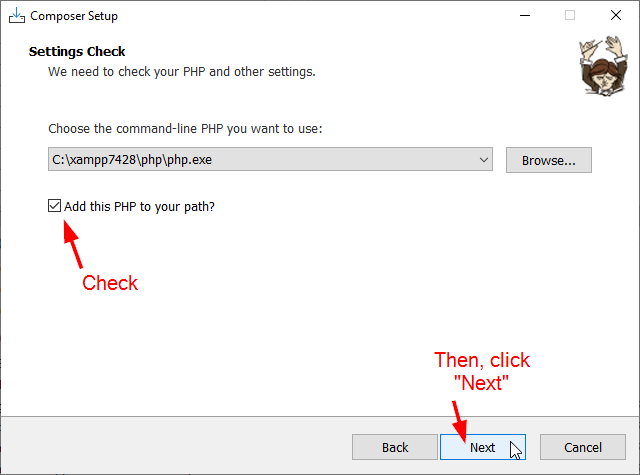 Composer Setup
Settings Check
We need to check your PHP and other settings.
Choose the command-line PHP you want to use:
C:\xampp7428\php\php.exe
Browse...
Add this PHP to your path?
Check
Then, click
"Next"
Back
Next
Cancel